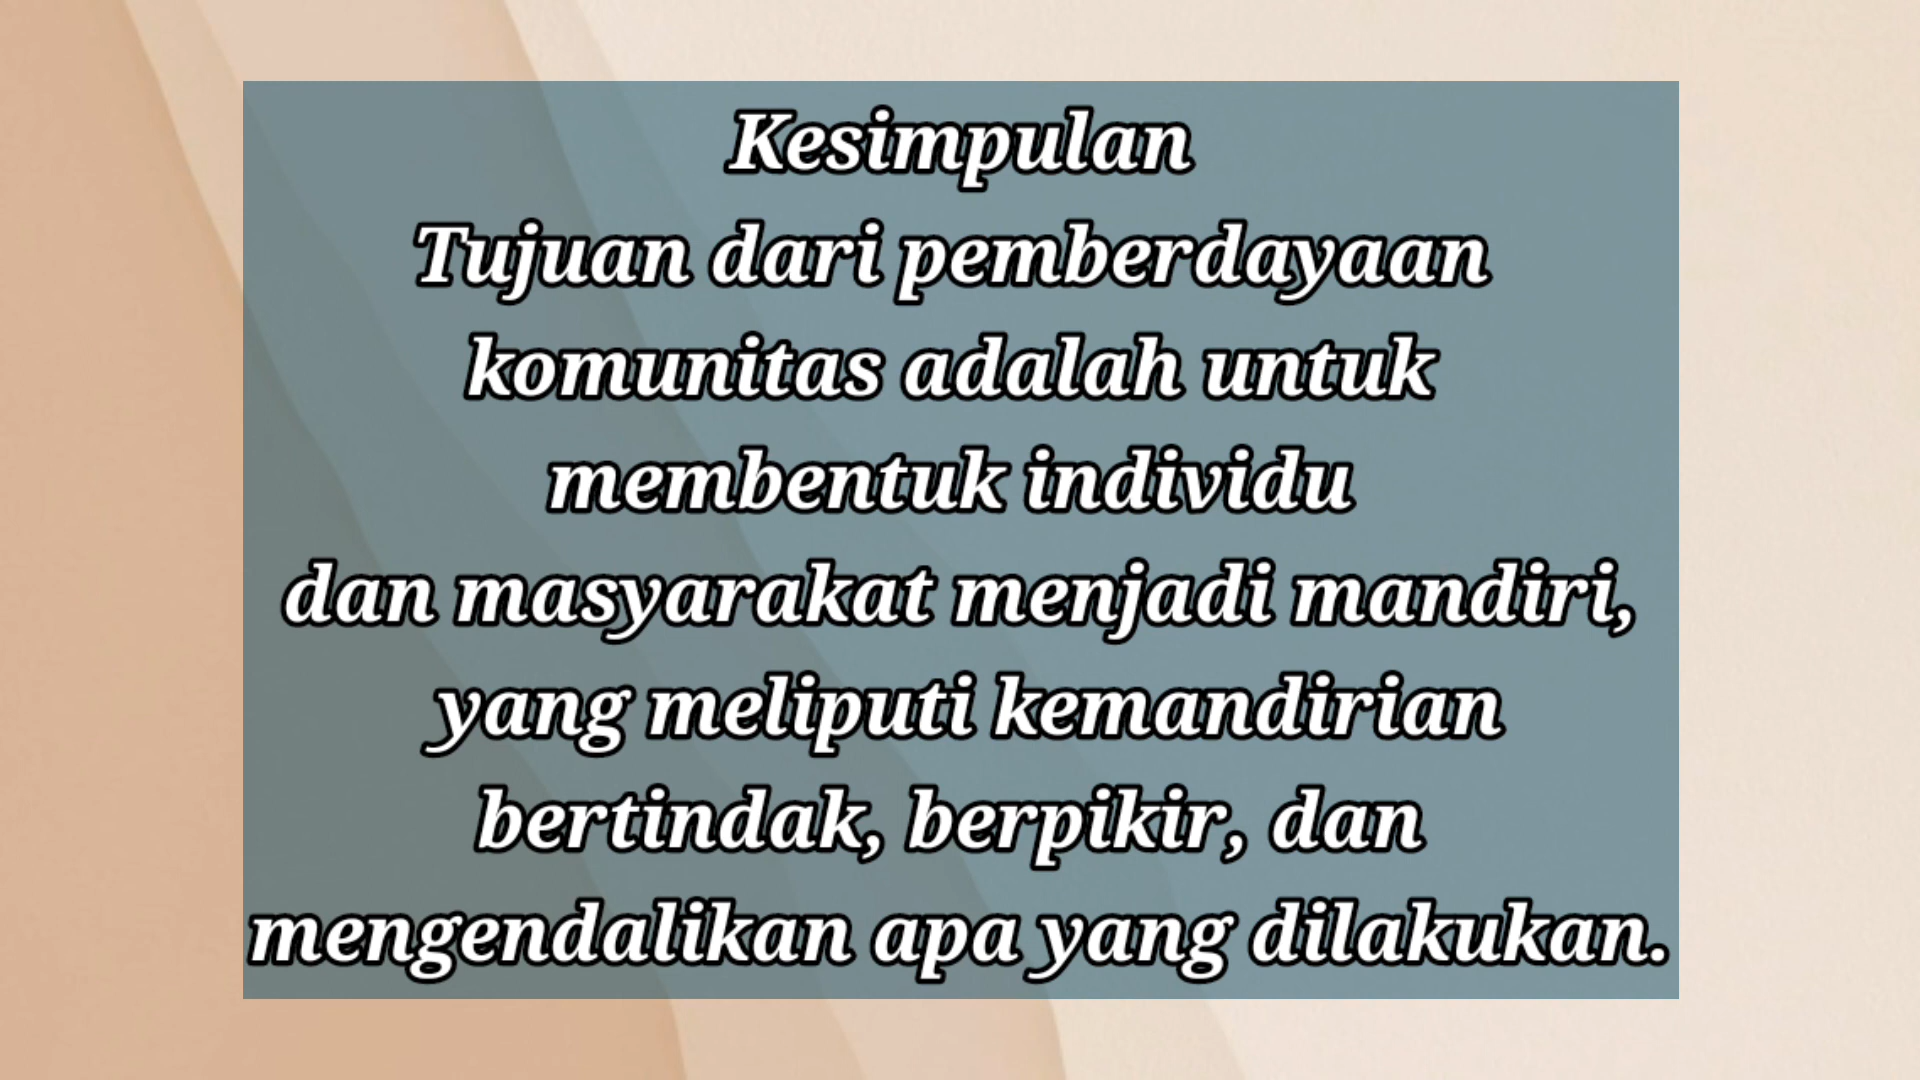 Kesimpulan
Tujuan dari pemberdayaan
komunitas adalah untuk
membentuk individu
dan masyarakat menjadi mandiri,
yang meliputi kemandirian
bertindak, berpikir, dan
mengendalikan apa yang dilakukan.